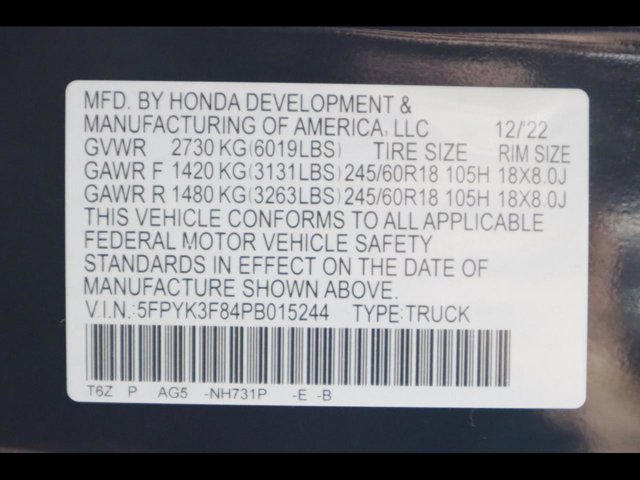 MFD. BY HONDA DEVELOPMENT &
MANUFACTURING OF AMERICA, LLC 12/22
GVWR 2730 KG(6019LBS) TIRE SIZE RIM SIZE
GAWR F 1420 KG(3131LBS) 245/60R18 105H 18X8.0J
GAWR R 1480 KG(3263LBS) 245/60R18 105H 18X8.0J
THIS VEHICLE CONFORMS TO ALL APPLICABLE
FEDERAL MOTOR VEHICLE SAFETY
STANDARDS IN EFFECT ON THE DATE OF
MANUFACTURE SHOWN ABOVE.
V.I.N.:5FPYK3F84PB015244 TYPE:TRUCK
T6Z P AG5 -NH731P -E -B